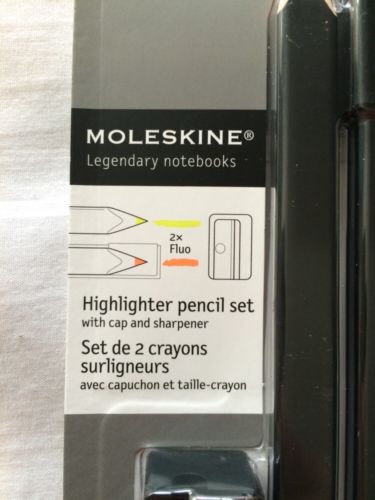 MOLESKINE®
Legendary notebooks
2x
Fluo
Highlighter pencil set
with cap and sharpener
Set de 2 crayons
surligneurs
avec capuchon et taille-crayon